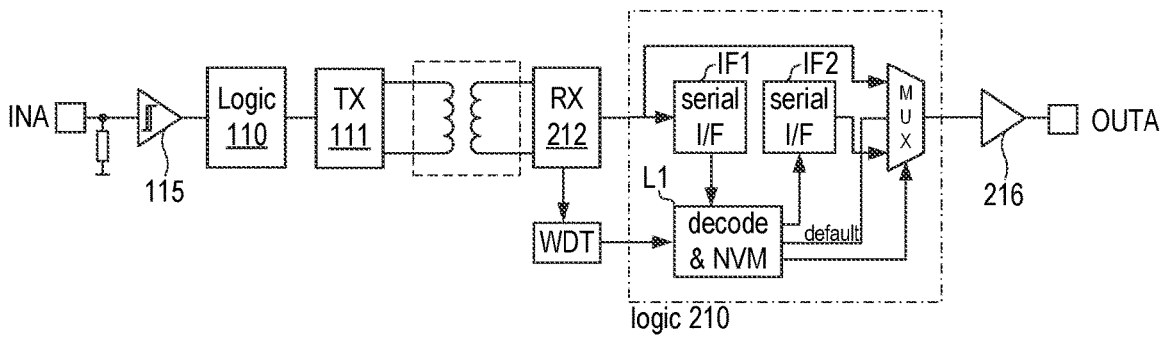 IF1
IF2
INA
Logic
110
TX
111
RX
212
serial
I/F
serial
I/F
MUX
OUTA
115
216
L1
WDT
decode
& NVM
default
logic 210